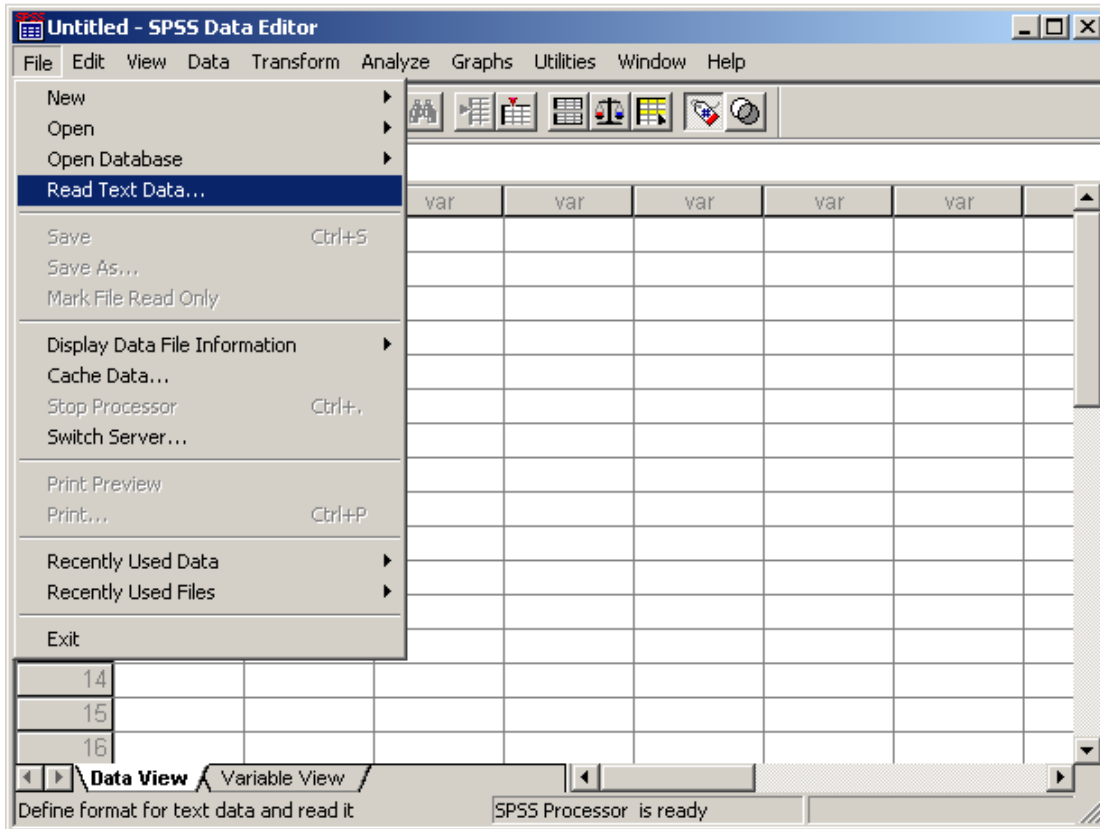 SPSS Untitled - SPSS Data Editor
File Edit View Data Transform Analyze Graphs Utilities Window Help
New
Open
Open Database
Read Text Data...
var var var var var
Save Ctrl+S
Save As...
Mark File Read Only
Display Data File Information
Cache Data...
Stop Processor Ctrl+.
Switch Server...
Print Preview
Print... Ctrl+P
Recently Used Data
Recently Used Files
Exit
14
15
16
Data View Variable View
Define format for text data and read it SPSS Processor is ready